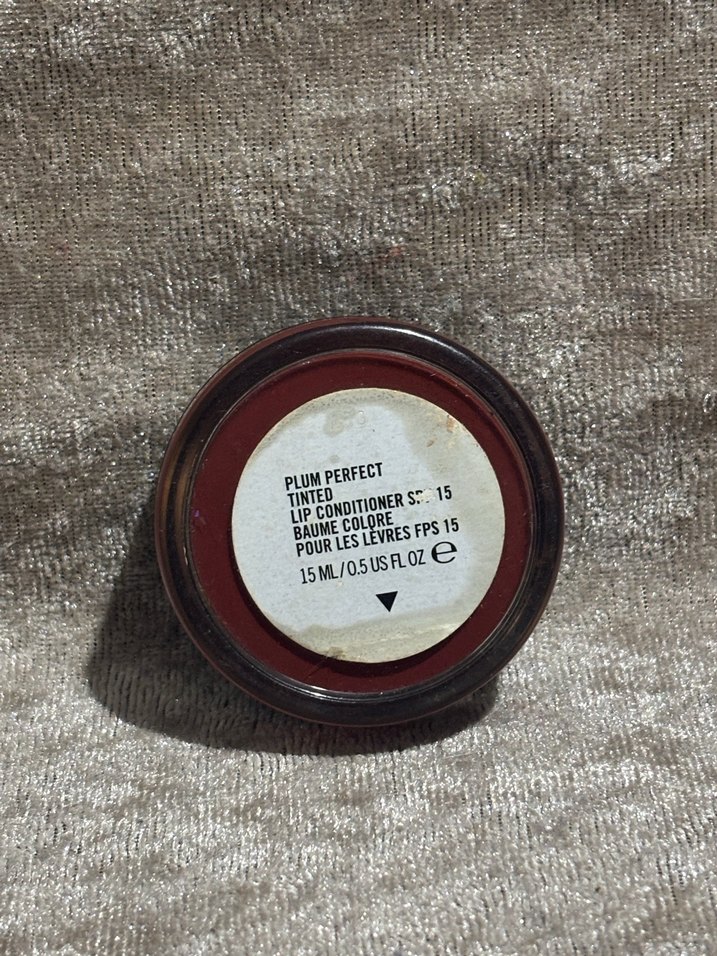 PLUM PERFECT
TINTED
LIP CONDITIONER SPF 15
BAUME COLORE
POUR LES LÈVRES FPS 15
15 ML/0.5 US FL OZ ℮